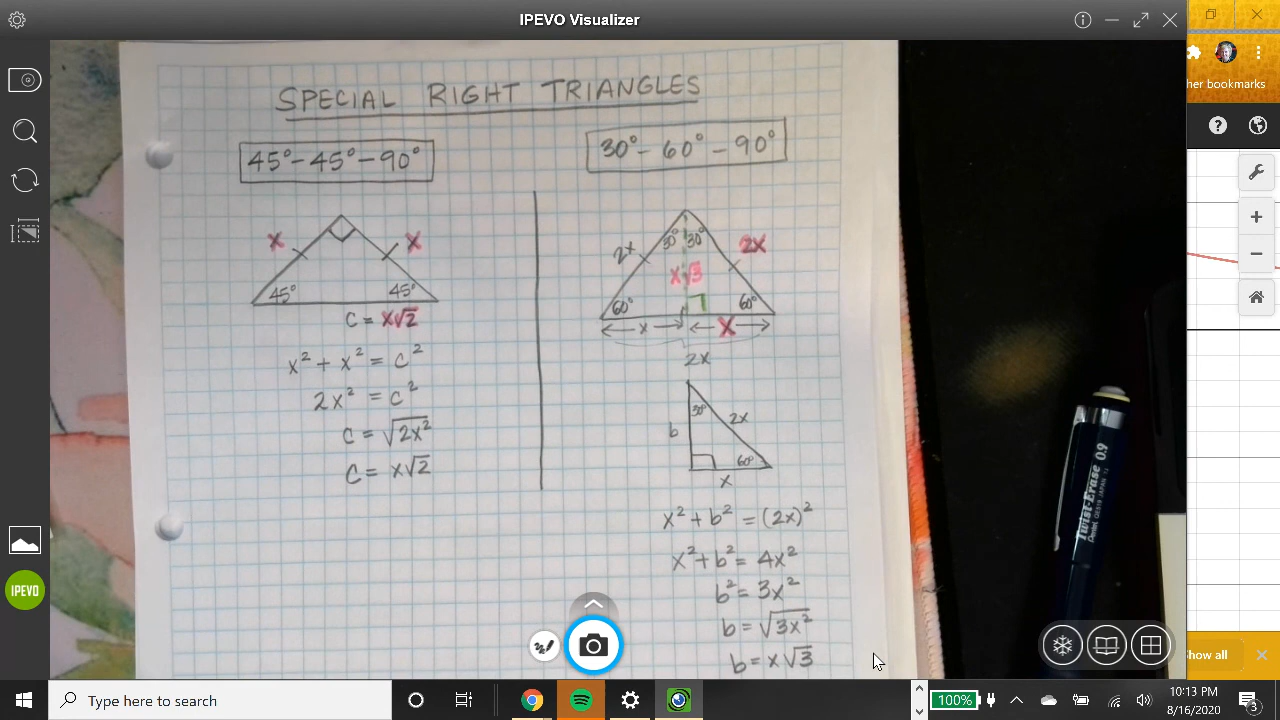 IPEVO Visualizer
her bookmarks
SPECIAL RIGHT TRIANGLES
45° - 45° - 90°
x
x
45°
45°
c = x√2
x² + x² = c²
2x² = c²
c = √2x²
c = x√2
30° - 60° - 90°
30° 30°
2x
2x
x√3
60°
60°
x
x
2x
30°
2x
b
60°
x
x² + b² = (2x)²
x² + b² = 4x²
b² = 3x²
b = √3x²
b = x√3
Twist-Erase 0.9
IPEVO
how all
Type here to search
100%
10:13 PM
8/16/2020
3